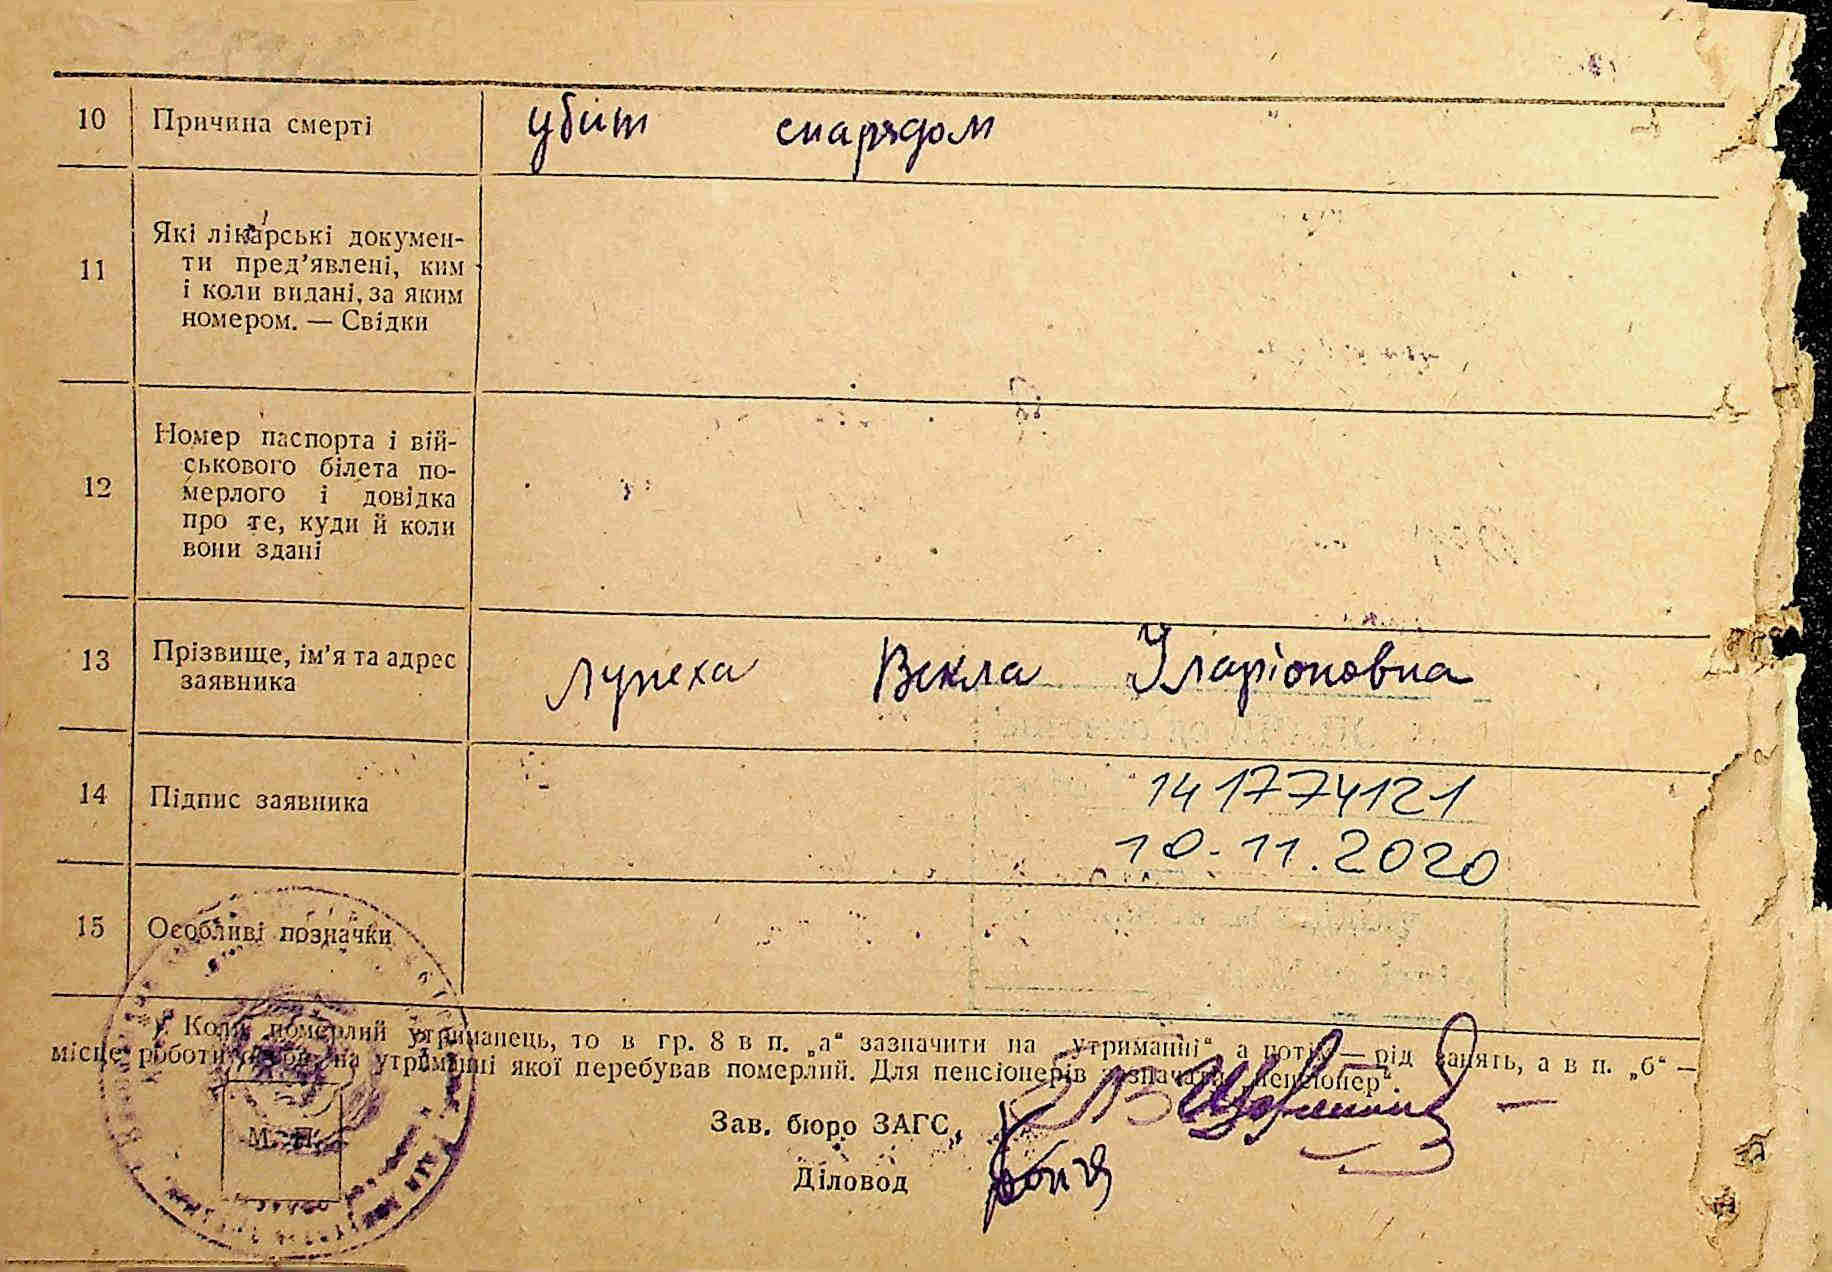 10 Причина смерті убит снарядом
11 Які лікарські докумен-
ти пред’явлені, ким
і коли видані, за яким
номером. — Свідки
12 Номер паспорта і вій-
ськового білета по-
мерлого і довідка
про те, куди й коли
вони здані
13 Прізвище, ім’я та адрес
заявника
Лупеха Векла Іларіоновна
14 Підпис заявника
141774121
10.11.2020
15 Особливі позначки
*) Коли померлий утриманець, то в гр. 8 в п. „а“ зазначити на утриманні“ а потім — рід занять, а в п. „б“ —
місце роботи особи, на утриманні якої перебував померлий. Для пенсіонерів зазначати „пенсіонер“.
Зав. бюро ЗАГС
Діловод
М. П.